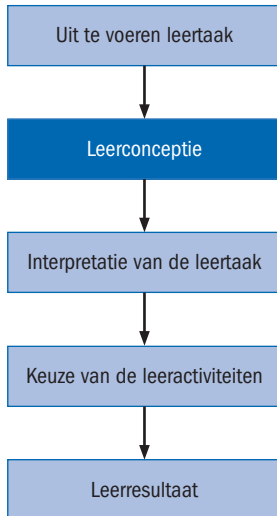 Uit te voeren leertaak
Leerconceptie
Interpretatie van de leertaak
Keuze van de leeractiviteiten
Leerresultaat